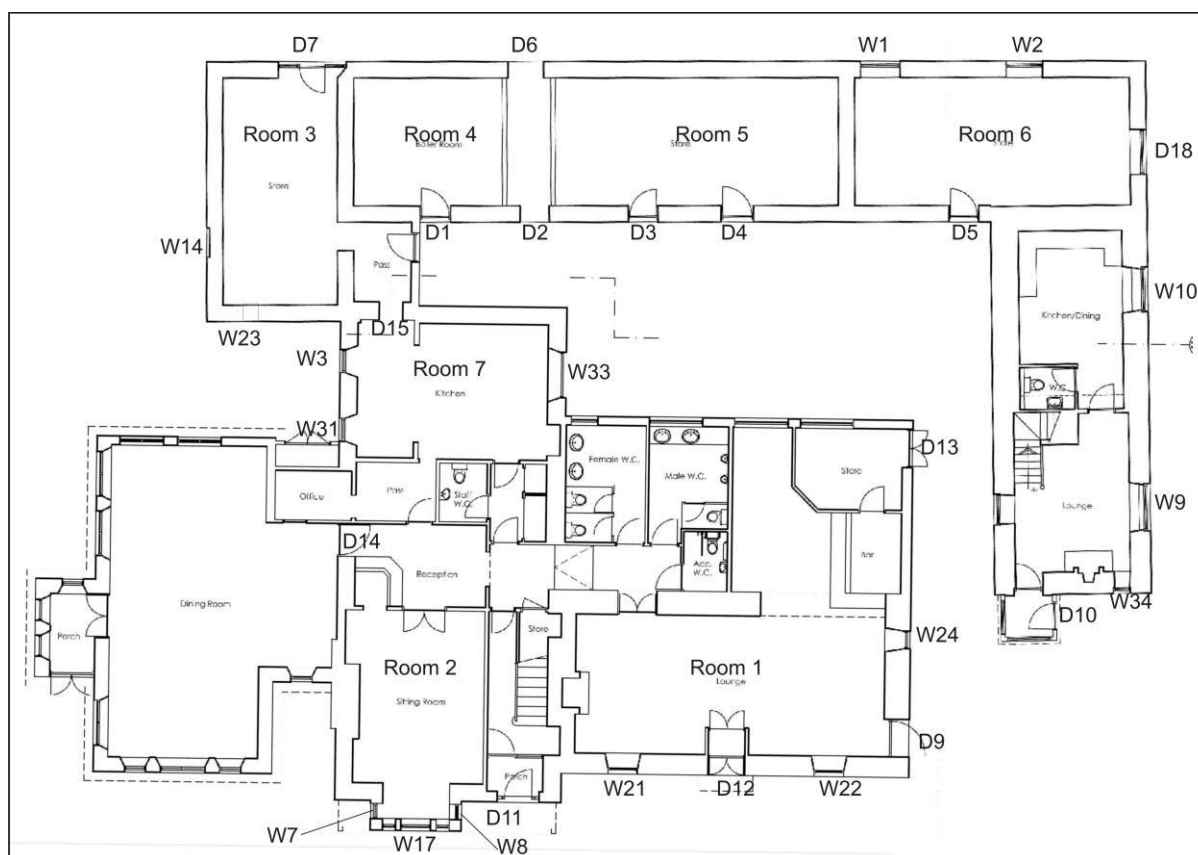 D7
D6
W1
W2
Room 3
Room 4
Boiler Room
Room 5
Store
Room 6
Store
D18
Store
D1
D2
D3
D4
D5
W14
Pass
W10
Kitchen/Dining
W23
D15
W3
Room 7
Kitchen
W33
W.C.
W31
D13
Female W.C.
Male W.C.
Store
Office
Pass
Staff
W.C.
W9
Lounge
D14
Reception
Acc.
W.C.
Bar
Dining Room
Porch
D10
W34
Store
W24
Room 2
Sitting Room
Room 1
Lounge
D9
Porch
W21
D12
W22
D11
W7
W17
W8